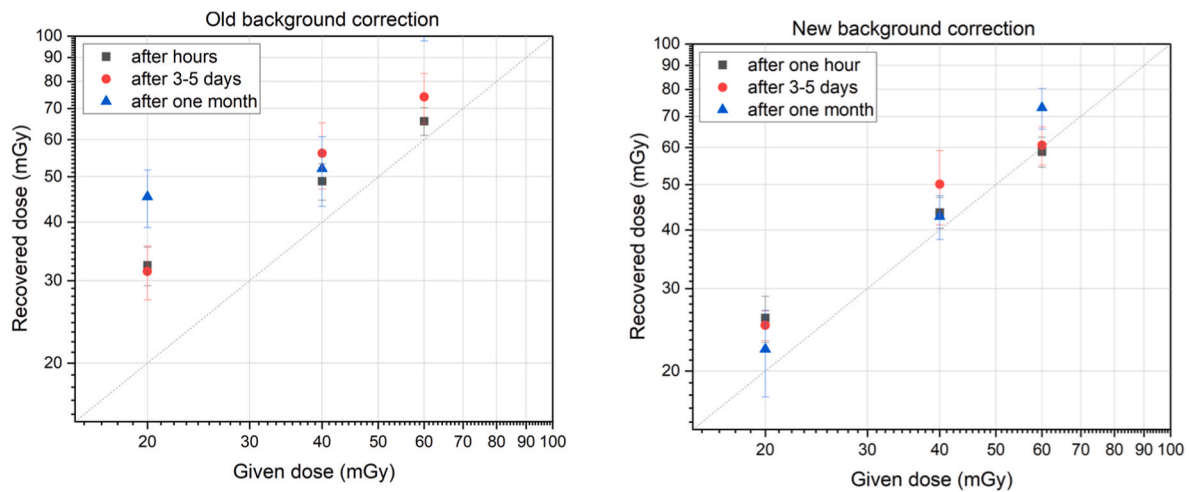 Old background correction
100
90
80
70
60
50
40
30
20
Recovered dose (mGy)
after hours
after 3-5 days
after one month
20 30 40 50 60 70 80 90 100
Given dose (mGy)
New background correction
100
90
80
70
60
50
40
30
20
Recovered dose (mGy)
after one hour
after 3-5 days
after one month
20 30 40 50 60 70 80 90 100
Given dose (mGy)